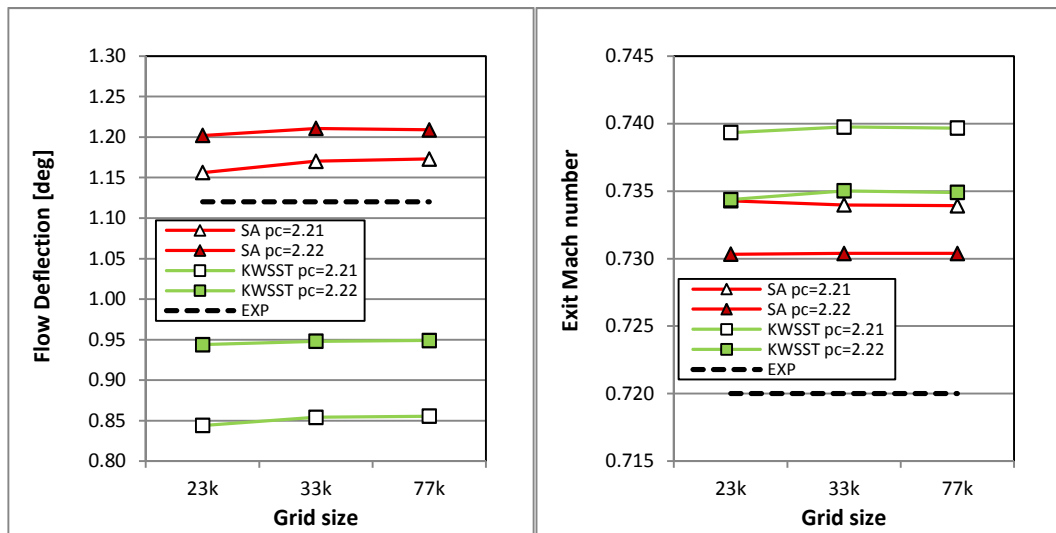 1.30
1.25
1.20
1.15
1.10
1.05
1.00
0.95
0.90
0.85
0.80
Flow Deflection [deg]
SA pc=2.21
SA pc=2.22
KWSST pc=2.21
KWSST pc=2.22
EXP
23k 33k 77k
Grid size
0.745
0.740
0.735
0.730
0.725
0.720
0.715
Exit Mach number
SA pc=2.21
SA pc=2.22
KWSST pc=2.21
KWSST pc=2.22
EXP
23k 33k 77k
Grid size